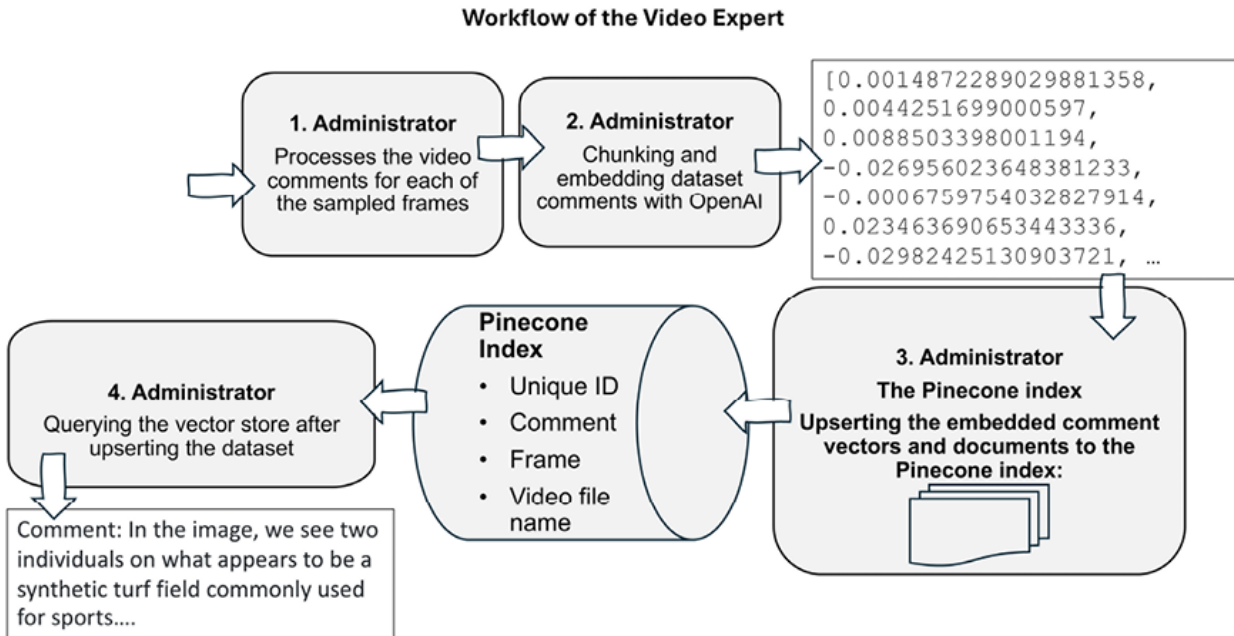 Workflow of the Video Expert
1. Administrator
Processes the video
comments for each of
the sampled frames
2. Administrator
Chunking and
embedding dataset
comments with OpenAI
[0.0014872289029881358,
0.0044251699000597,
0.0088503398001194,
-0.026956023648381233,
-0.0006759754032827914,
0.023463690653443336,
-0.02982425130903721, …
3. Administrator
The Pinecone index
Upserting the embedded comment
vectors and documents to the
Pinecone index:
Pinecone
Index
• Unique ID
• Comment
• Frame
• Video file
name
4. Administrator
Querying the vector store after
upserting the dataset
Comment: In the image, we see two
individuals on what appears to be a
synthetic turf field commonly used
for sports....